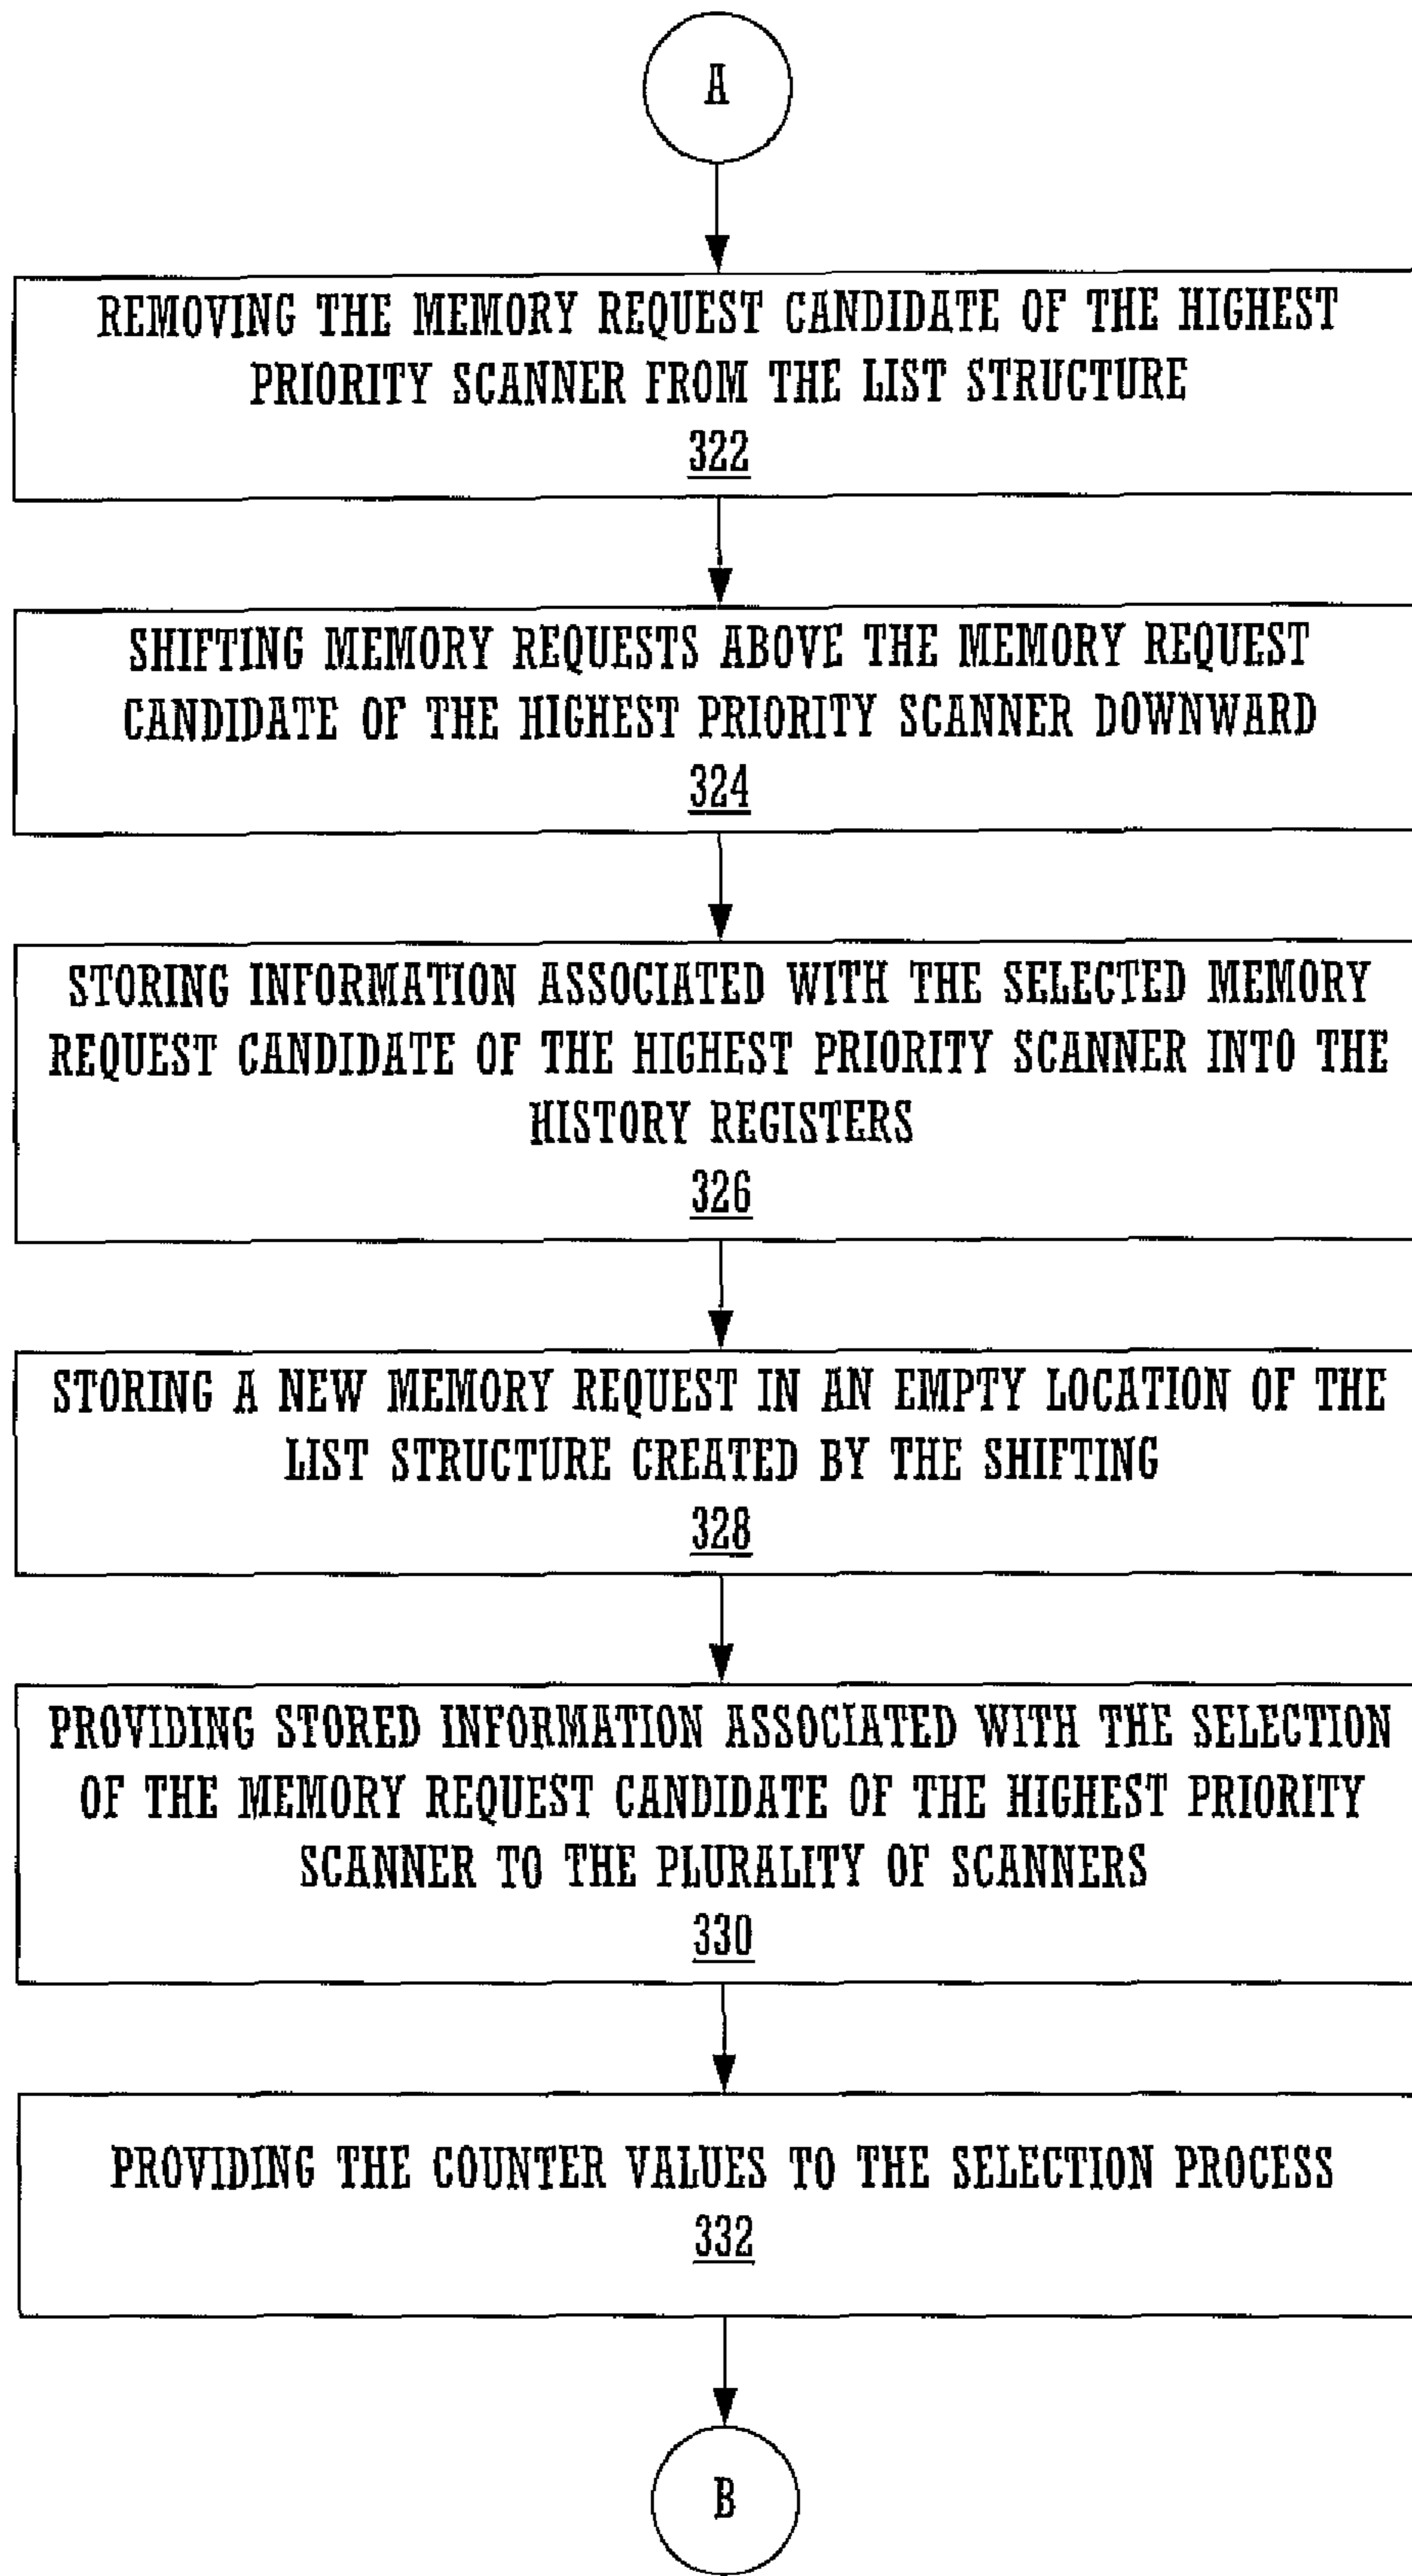 A
REMOVING THE MEMORY REQUEST CANDIDATE OF THE HIGHEST
PRIORITY SCANNER FROM THE LIST STRUCTURE
322
SHIFTING MEMORY REQUESTS ABOVE THE MEMORY REQUEST
CANDIDATE OF THE HIGHEST PRIORITY SCANNER DOWNWARD
324
STORING INFORMATION ASSOCIATED WITH THE SELECTED MEMORY
REQUEST CANDIDATE OF THE HIGHEST PRIORITY SCANNER INTO THE
HISTORY REGISTERS
326
STORING A NEW MEMORY REQUEST IN AN EMPTY LOCATION OF THE
LIST STRUCTURE CREATED BY THE SHIFTING
328
PROVIDING STORED INFORMATION ASSOCIATED WITH THE SELECTION
OF THE MEMORY REQUEST CANDIDATE OF THE HIGHEST PRIORITY
SCANNER TO THE PLURALITY OF SCANNERS
330
PROVIDING THE COUNTER VALUES TO THE SELECTION PROCESS
332
B